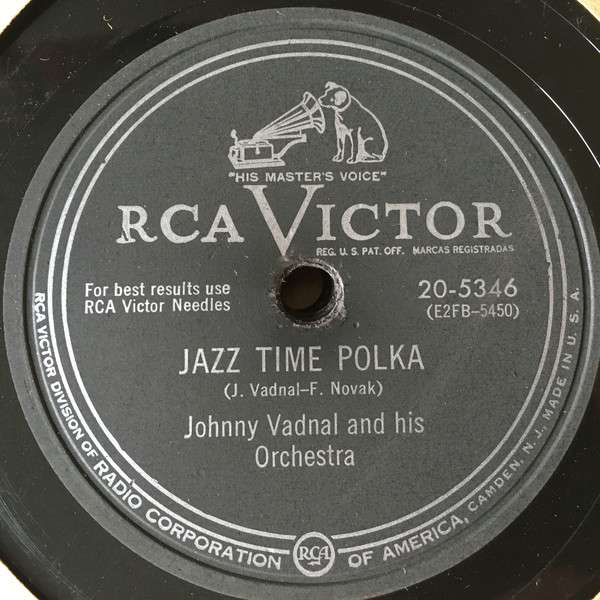 "HIS MASTER'S VOICE"
RCA VICTOR
REG. U. S. PAT. OFF. MARCAS REGISTRADAS
For best results use
RCA Victor Needles
20-5346
(E2FB-5450)
JAZZ TIME POLKA
(J. Vadnal-F. Novak)
Johnny Vadnal and his
Orchestra
RCA VICTOR DIVISION OF RADIO CORPORATION RCA OF AMERICA, CAMDEN, N. J., MADE IN U. S. A.